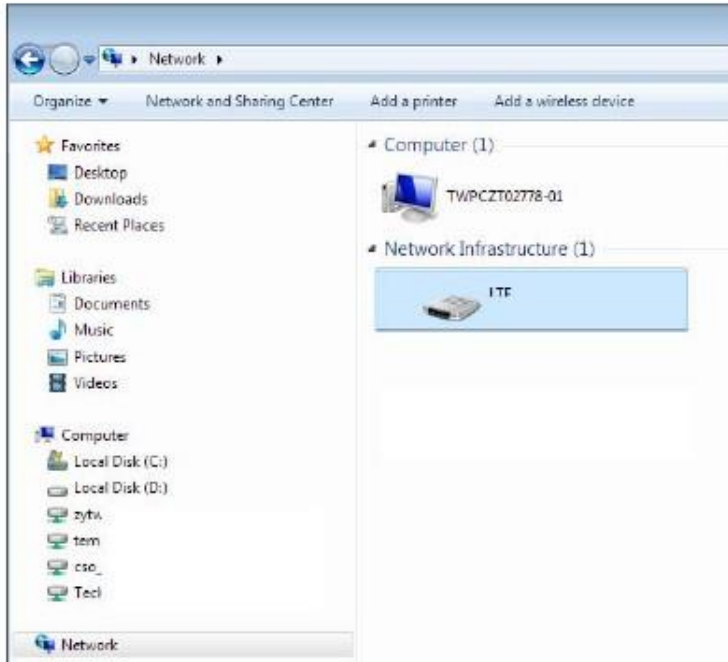 Network
Organize Network and Sharing Center Add a printer Add a wireless device
Favorites
Desktop
Downloads
Recent Places
Libraries
Documents
Music
Pictures
Videos
Computer
Local Disk (C:)
Local Disk (D:)
zytw
tem
cso_
Tecl
Network
Computer (1)
TWPCZT02778-01
Network Infrastructure (1)
LTE